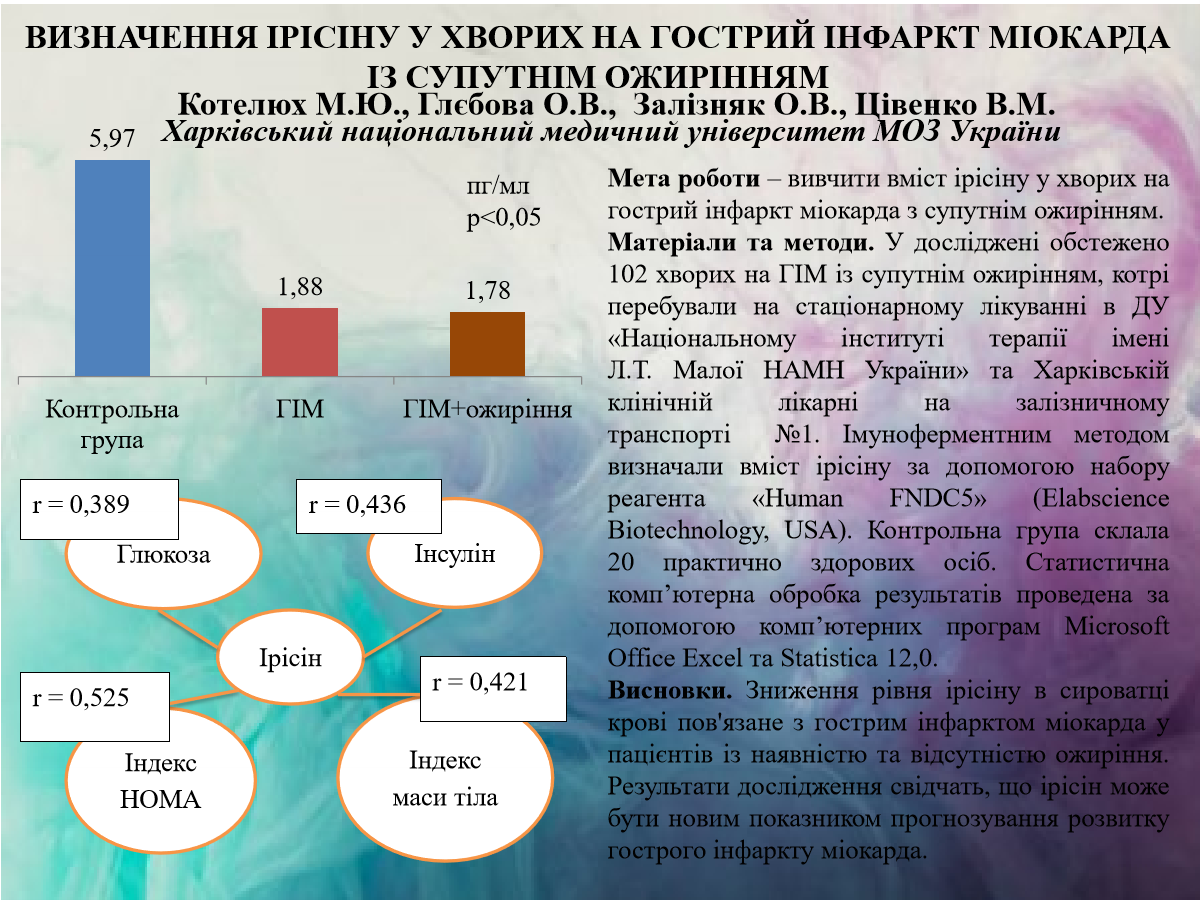 ВИЗНАЧЕННЯ ІРІСІНУ У ХВОРИХ НА ГОСТРИЙ ІНФАРКТ МІОКАРДА
ІЗ СУПУТНІМ ОЖИРІННЯМ
Котелюх М.Ю., Глєбова О.В., Залізняк О.В., Цівенко В.М.
Харківський національний медичний університет МОЗ України
5,97
пг/мл
p<0,05
1,88
1,78
Контрольна
група
ГІМ
ГІМ+ожиріння
r = 0,389
Глюкоза
r = 0,436
Інсулін
Ірісін
r = 0,525
Індекс
НОМА
r = 0,421
Індекс
маси тіла
Мета роботи – вивчити вміст ірісіну у хворих на
гострий інфаркт міокарда з супутнім ожирінням.
Матеріали та методи. У досліджені обстежено
102 хворих на ГІМ із супутнім ожирінням, котрі
перебували на стаціонарному лікуванні в ДУ
«Національному інституті терапії імені
Л.Т. Малої НАМН України» та Харківській
клінічній лікарні на залізничному
транспорті №1. Імуноферментним методом
визначали вміст ірісіну за допомогою набору
реагента «Human FNDC5» (Elabscience
Biotechnology, USA). Контрольна група склала
20 практично здорових осіб. Статистична
комп’ютерна обробка результатів проведена за
допомогою комп’ютерних програм Microsoft
Office Excel та Statistica 12,0.
Висновки. Зниження рівня ірісіну в сироватці
крові пов'язане з гострим інфарктом міокарда у
пацієнтів із наявністю та відсутністю ожиріння.
Результати дослідження свідчать, що ірісін може
бути новим показником прогнозування розвитку
гострого інфаркту міокарда.